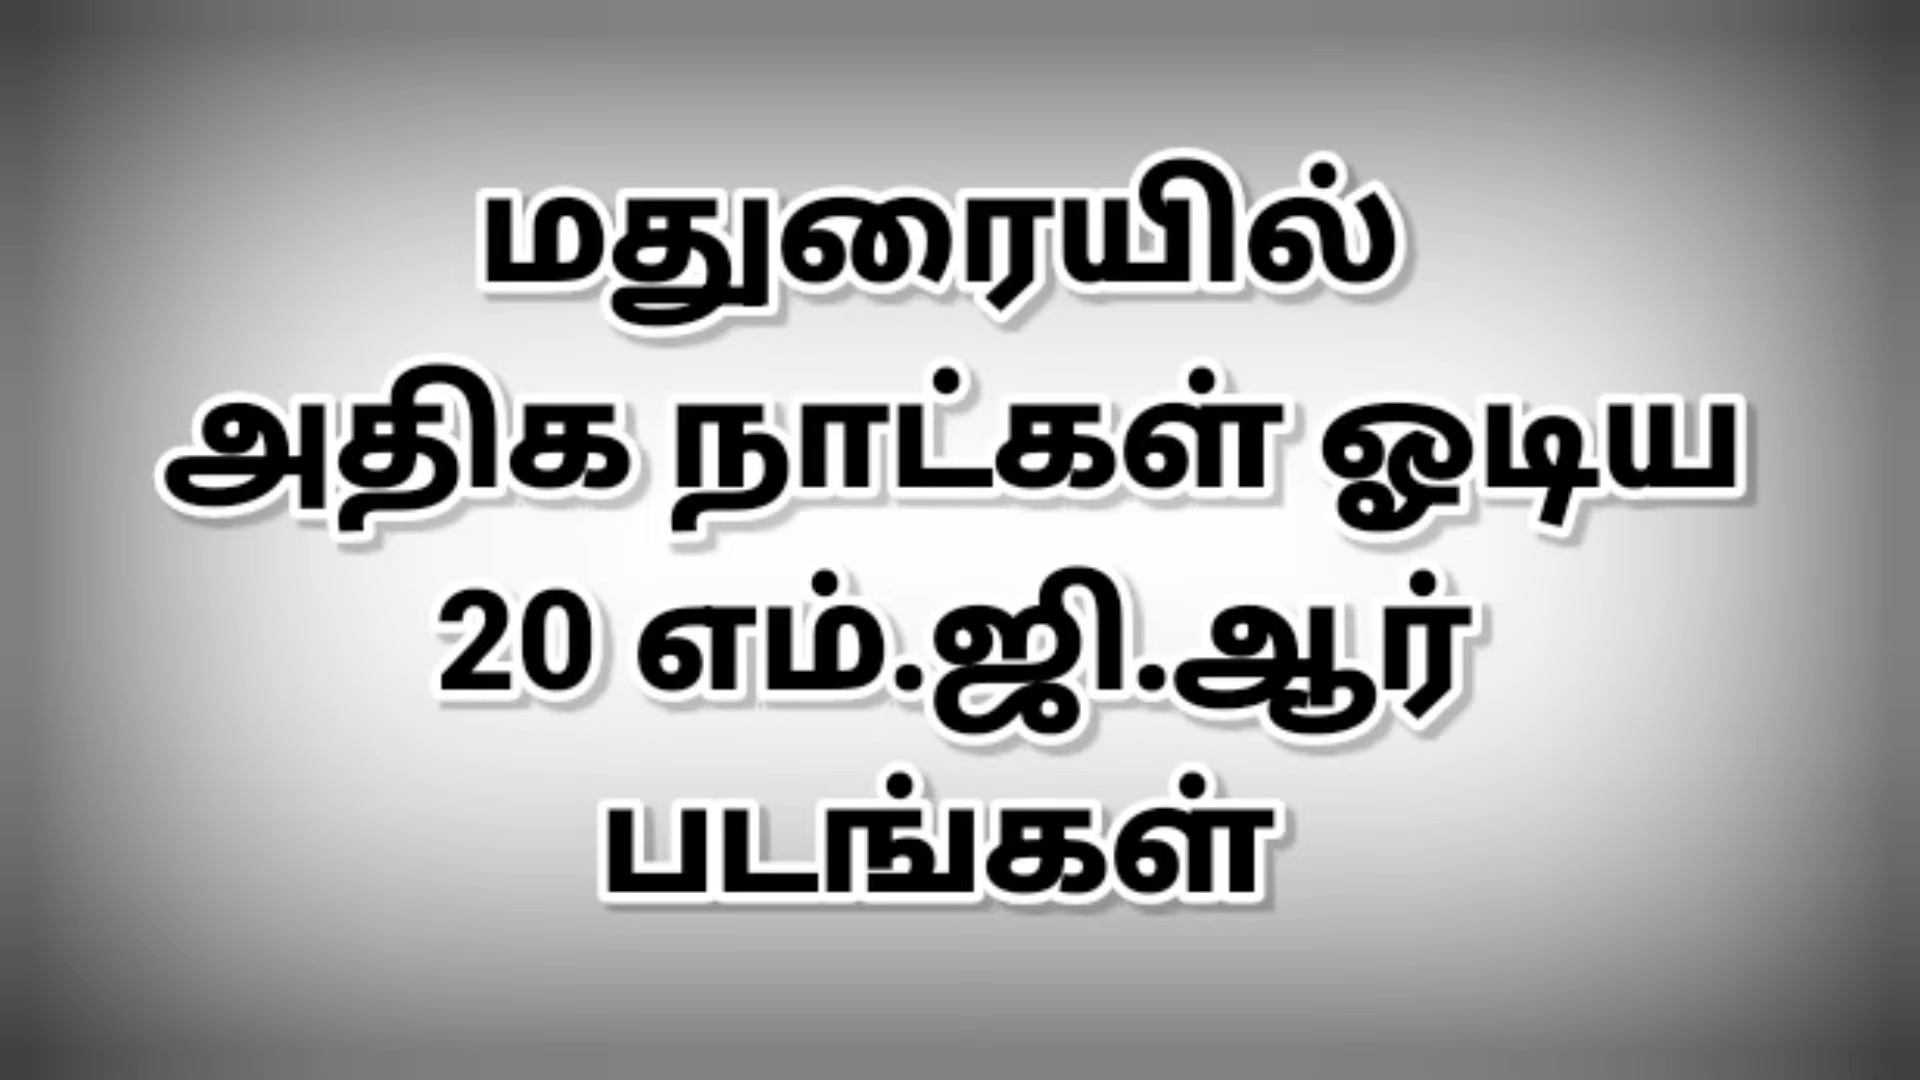 மதுரையில்
அதிக நாட்கள் ஓடிய
20 எம்.ஜி.ஆர்
படங்கள்